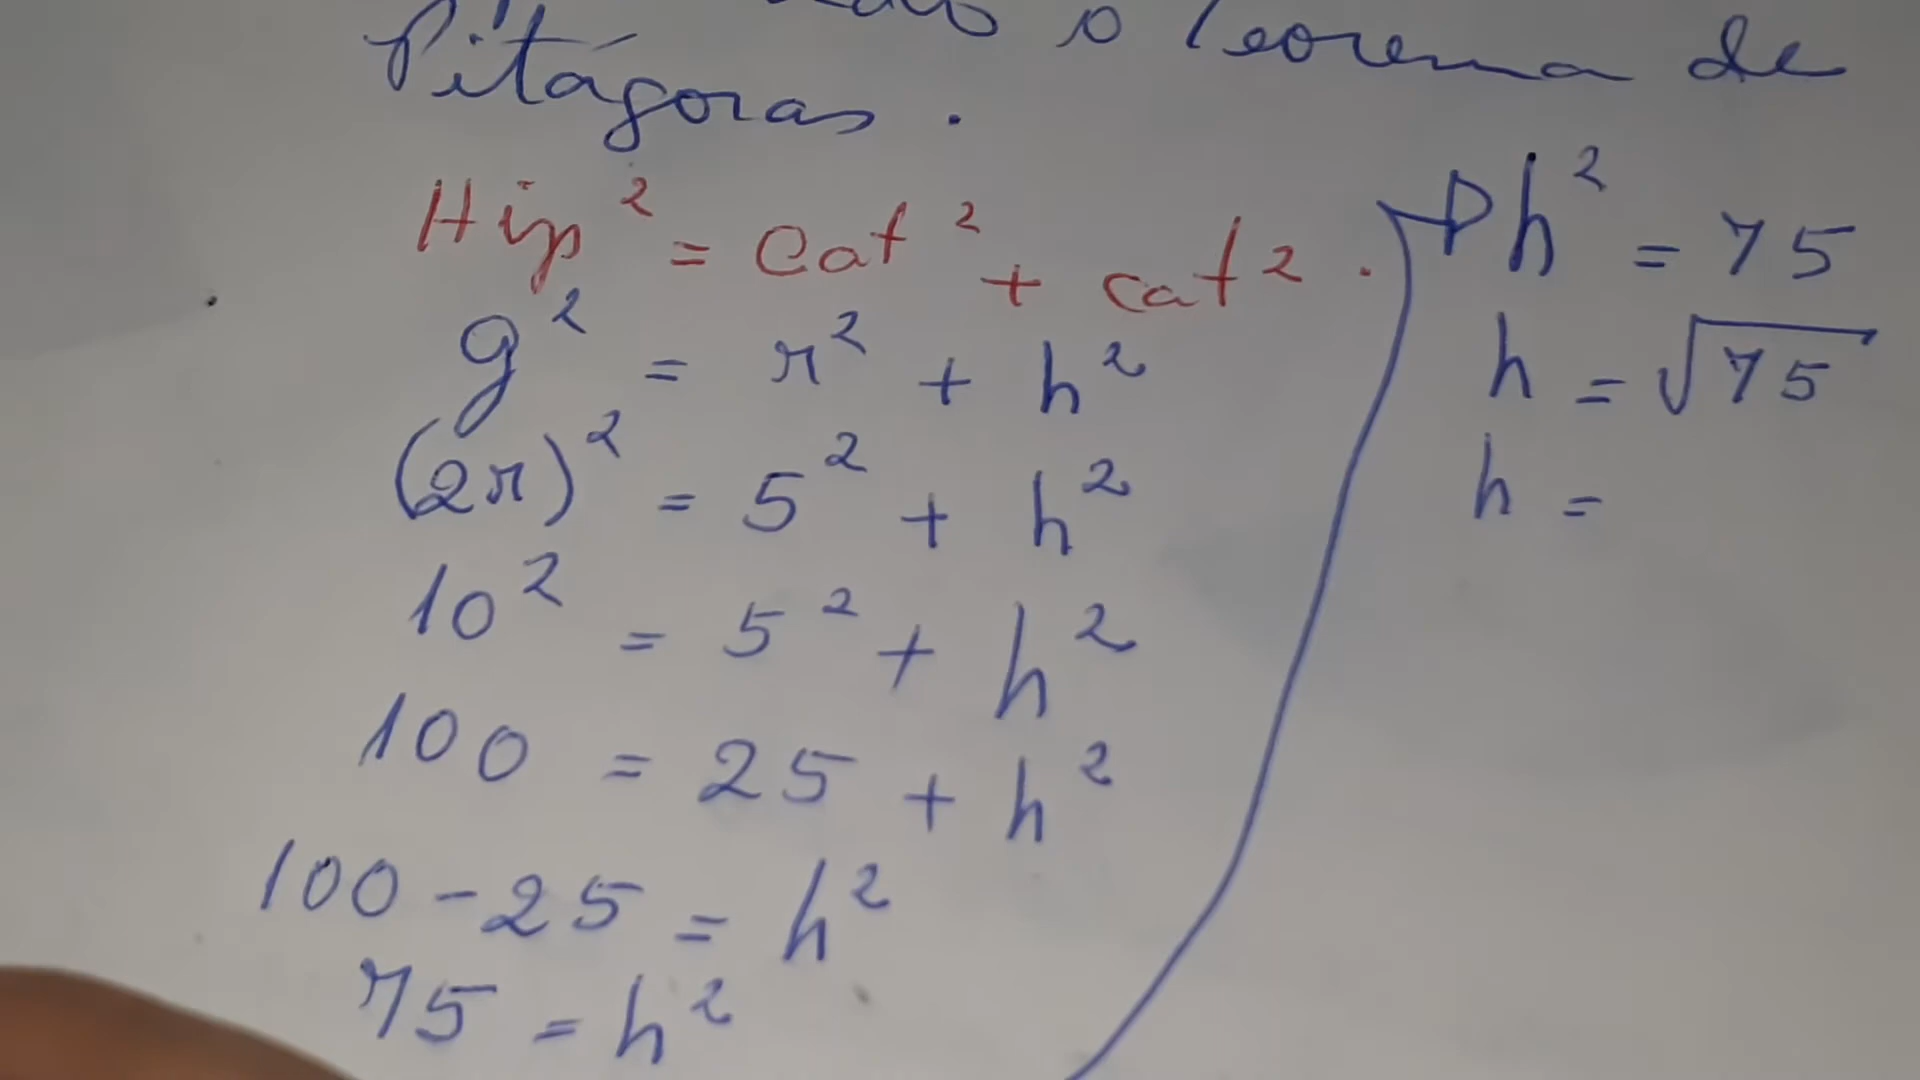 o Teorema de
Pitágoras.
Hip² = Cat² + cat².
g² = r² + h²
(2r)² = 5² + h²
10² = 5² + h²
100 = 25 + h²
100 - 25 = h²
75 = h²
h² = 75
h = √75
h =